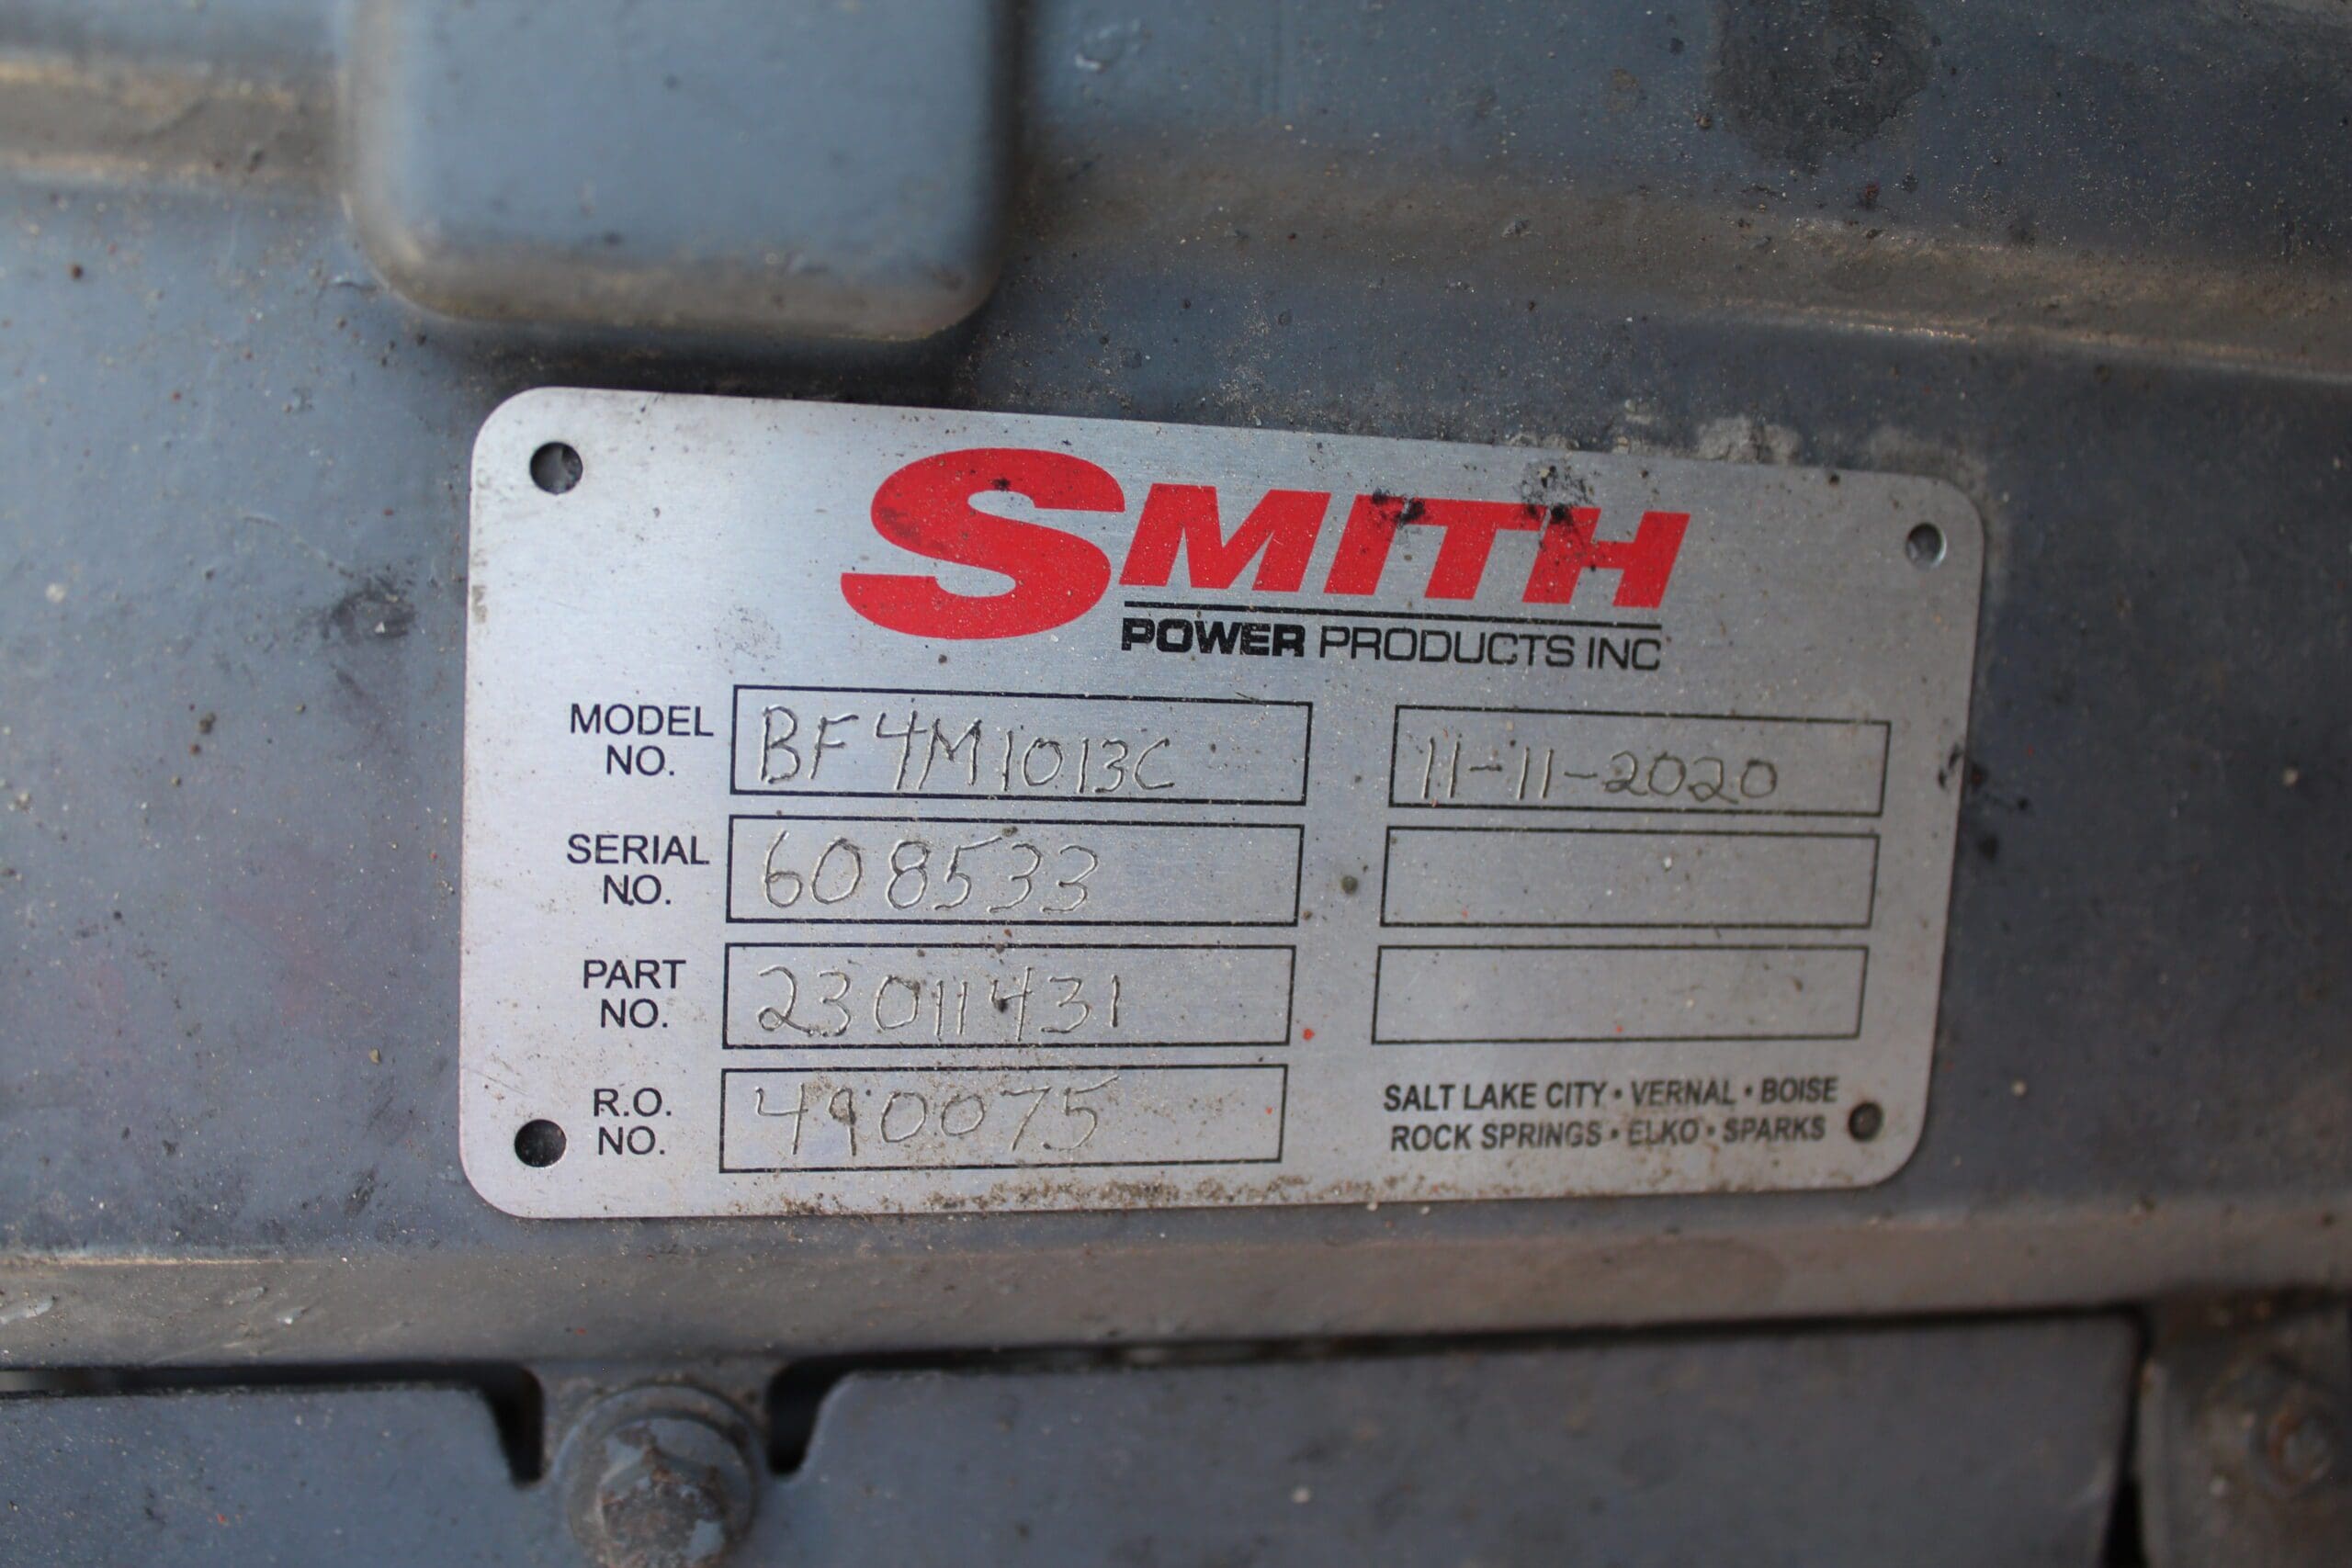 SMITH
POWER PRODUCTS INC
MODEL NO. BF4M1013C 11-11-2020
SERIAL NO. 608533
PART NO. 23011431
R.O. NO. 490075
SALT LAKE CITY • VERNAL • BOISE
ROCK SPRINGS • ELKO • SPARKS